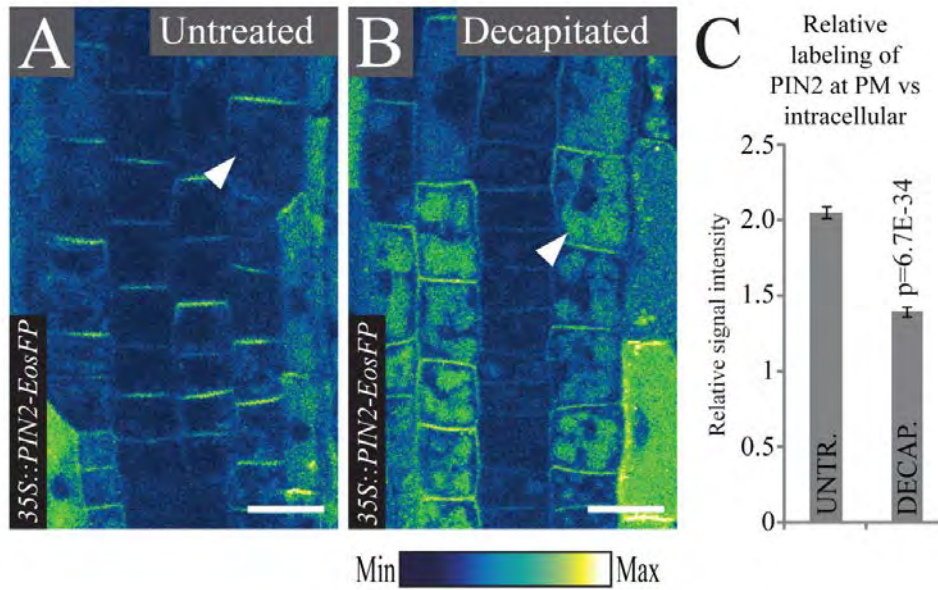 A
Untreated
35S::PIN2-EosFP
B
Decapitated
35S::PIN2-EosFP
Min
Max
C
Relative
labeling of
PIN2 at PM vs
intracellular
Relative signal intensity
2.5
2.0
1.5
1.0
0.5
0
UNTR.
DECAP.
p=6.7E-34